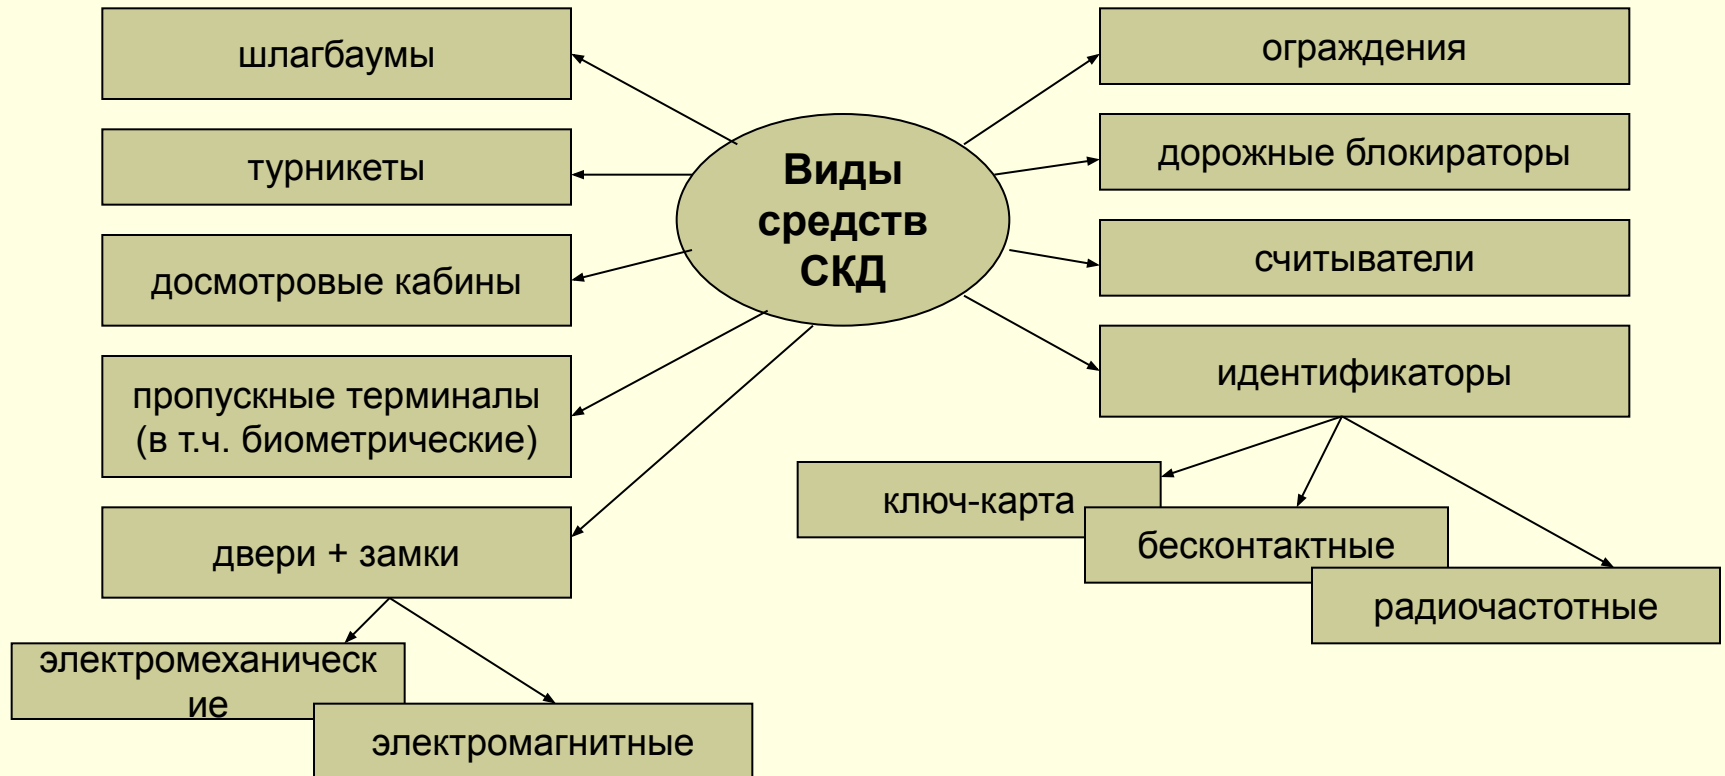 шлагбаумы
турникеты
досмотровые кабины
пропускные терминалы
(в т.ч. биометрические)
двери + замки
электромеханическ
ие
электромагнитные
Виды
средств
СКД
ограждения
дорожные блокираторы
считыватели
идентификаторы
ключ-карта
бесконтактные
радиочастотные